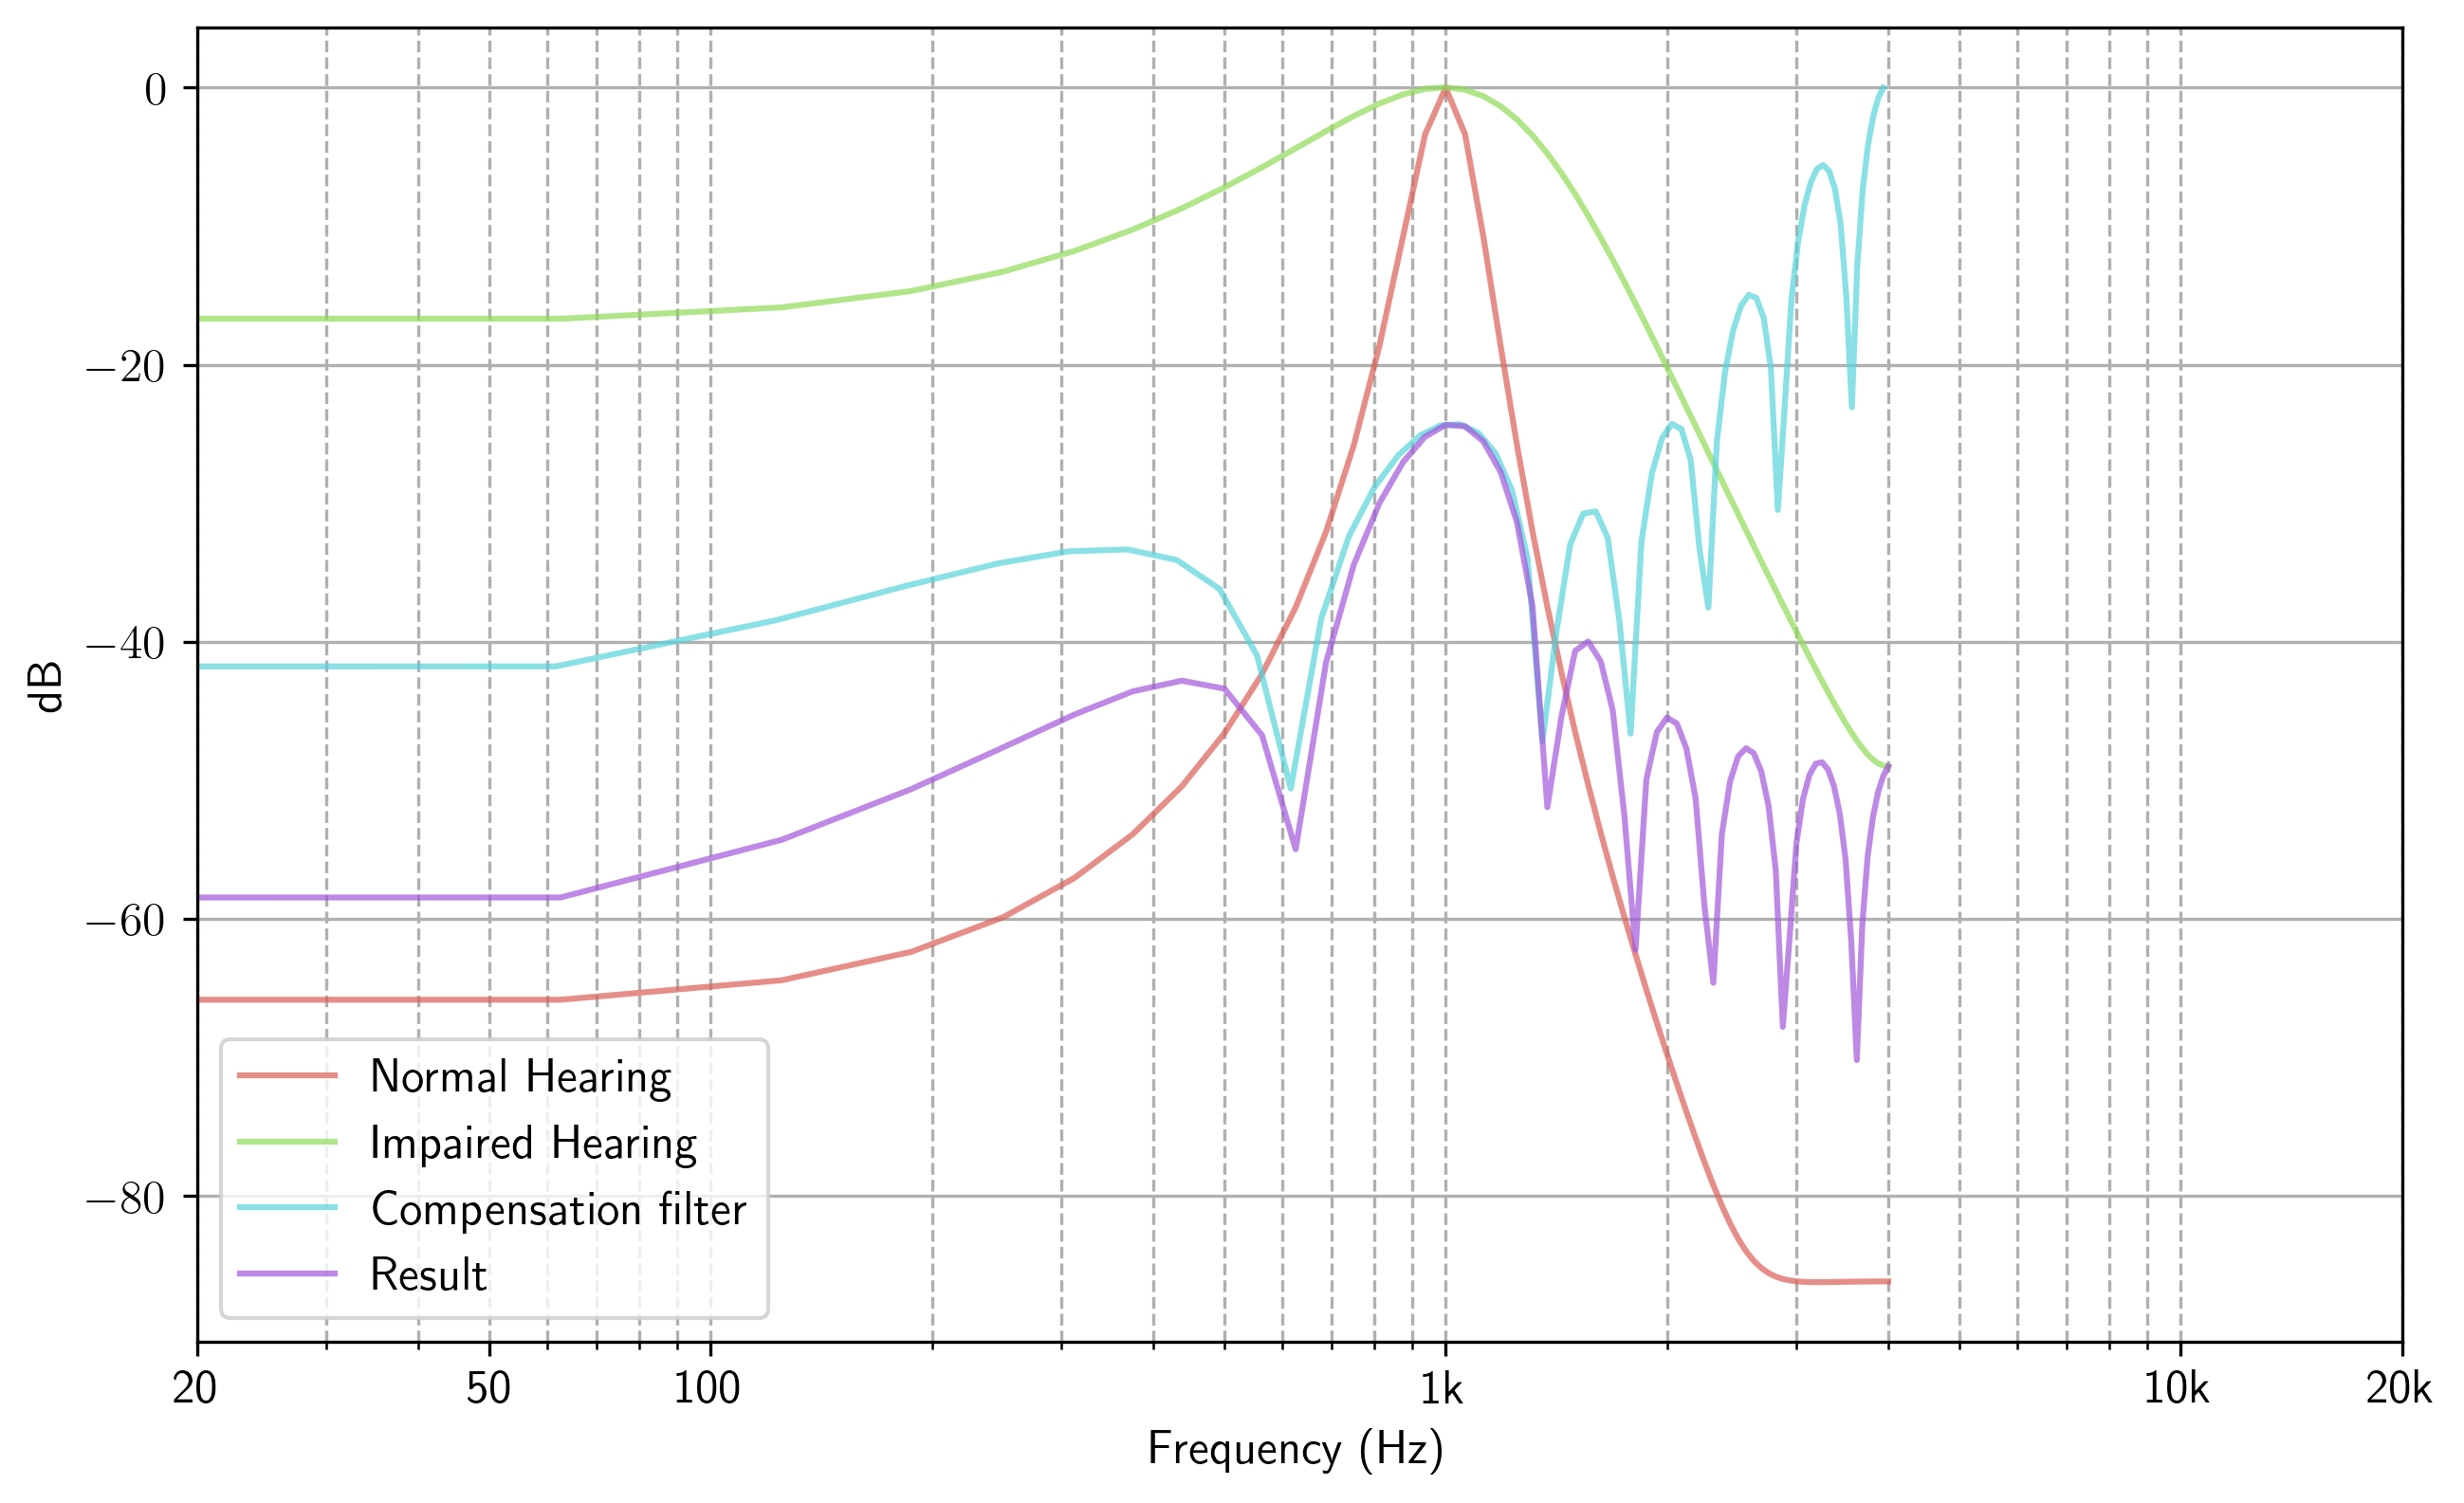 0
−20
−40
−60
−80
dB
Normal Hearing
Impaired Hearing
Compensation filter
Result
20 50 100 1k 10k 20k
Frequency (Hz)